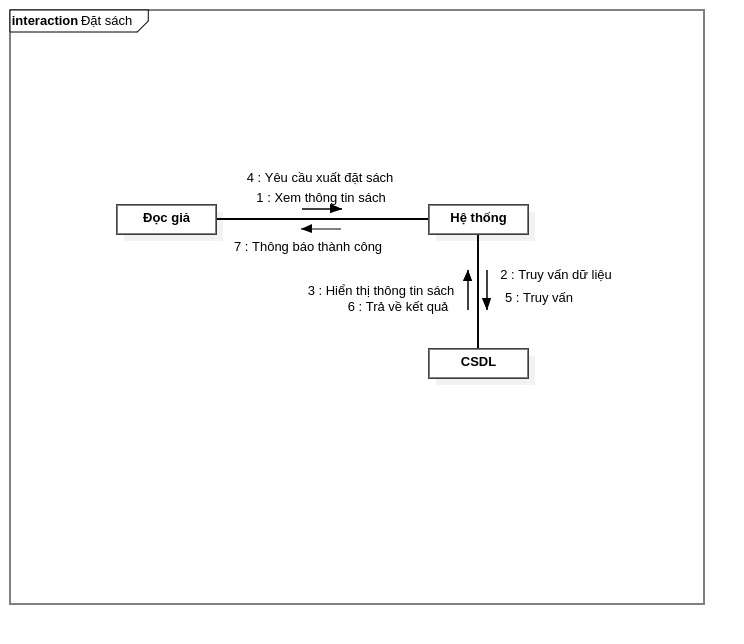 interaction Đặt sách
4 : Yêu cầu xuất đặt sách
1 : Xem thông tin sách
Đọc giả
Hệ thống
7 : Thông báo thành công
2 : Truy vấn dữ liệu
3 : Hiển thị thông tin sách
5 : Truy vấn
6 : Trả về kết quả
CSDL